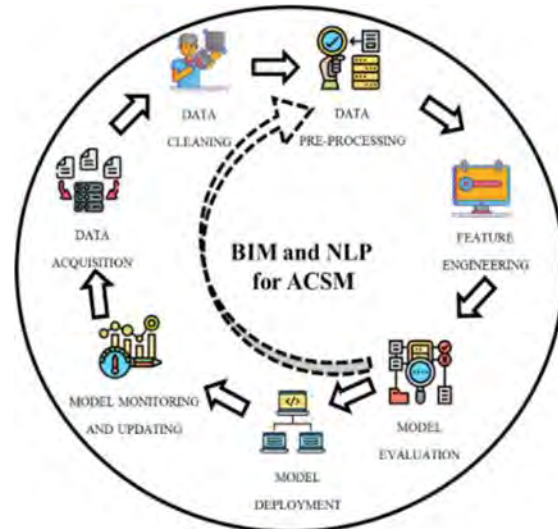 DATA
CLEANING
DATA
PRE-PROCESSING
FEATURE
ENGINEERING
MODEL
EVALUATION
MODEL
DEPLOYMENT
MODEL MONITORING
AND UPDATING
DATA
ACQUISITION
BIM and NLP
for ACSM